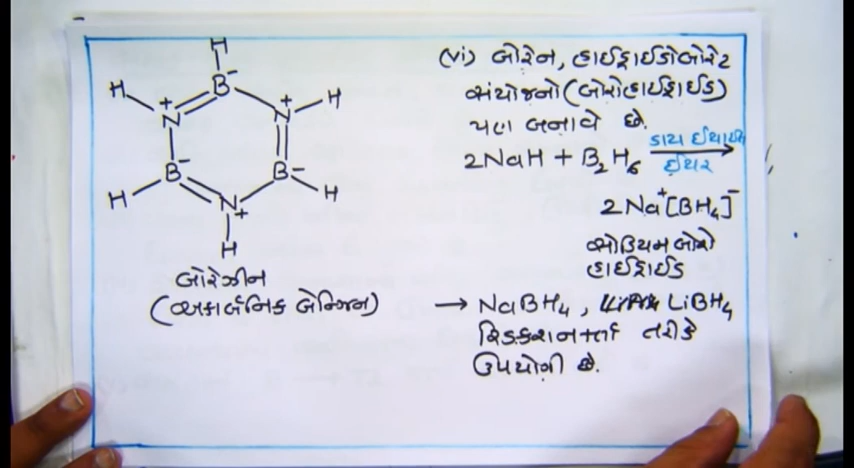 H
H B⁻ H
N⁺ N⁺
B⁻ B⁻
H N⁺ H
H
બોરેઝીન
(અકાર્બનિક બેન્ઝિન)
(vi) બોરેન, હાઈડ્રાઈડોબોરેટ
સંયોજનો (બોરોહાઈડ્રાઈડ)
પણ બનાવે છે.
2NaH + B₂H₆ ડાય ઈથાઈલ ઈથર →
2Na⁺[BH₄]⁻
સોડિયમ બોરો
હાઈડ્રાઈડ
→ NaBH₄, LiBH₄
રિડક્શનકર્તા તરીકે
ઉપયોગી છે.